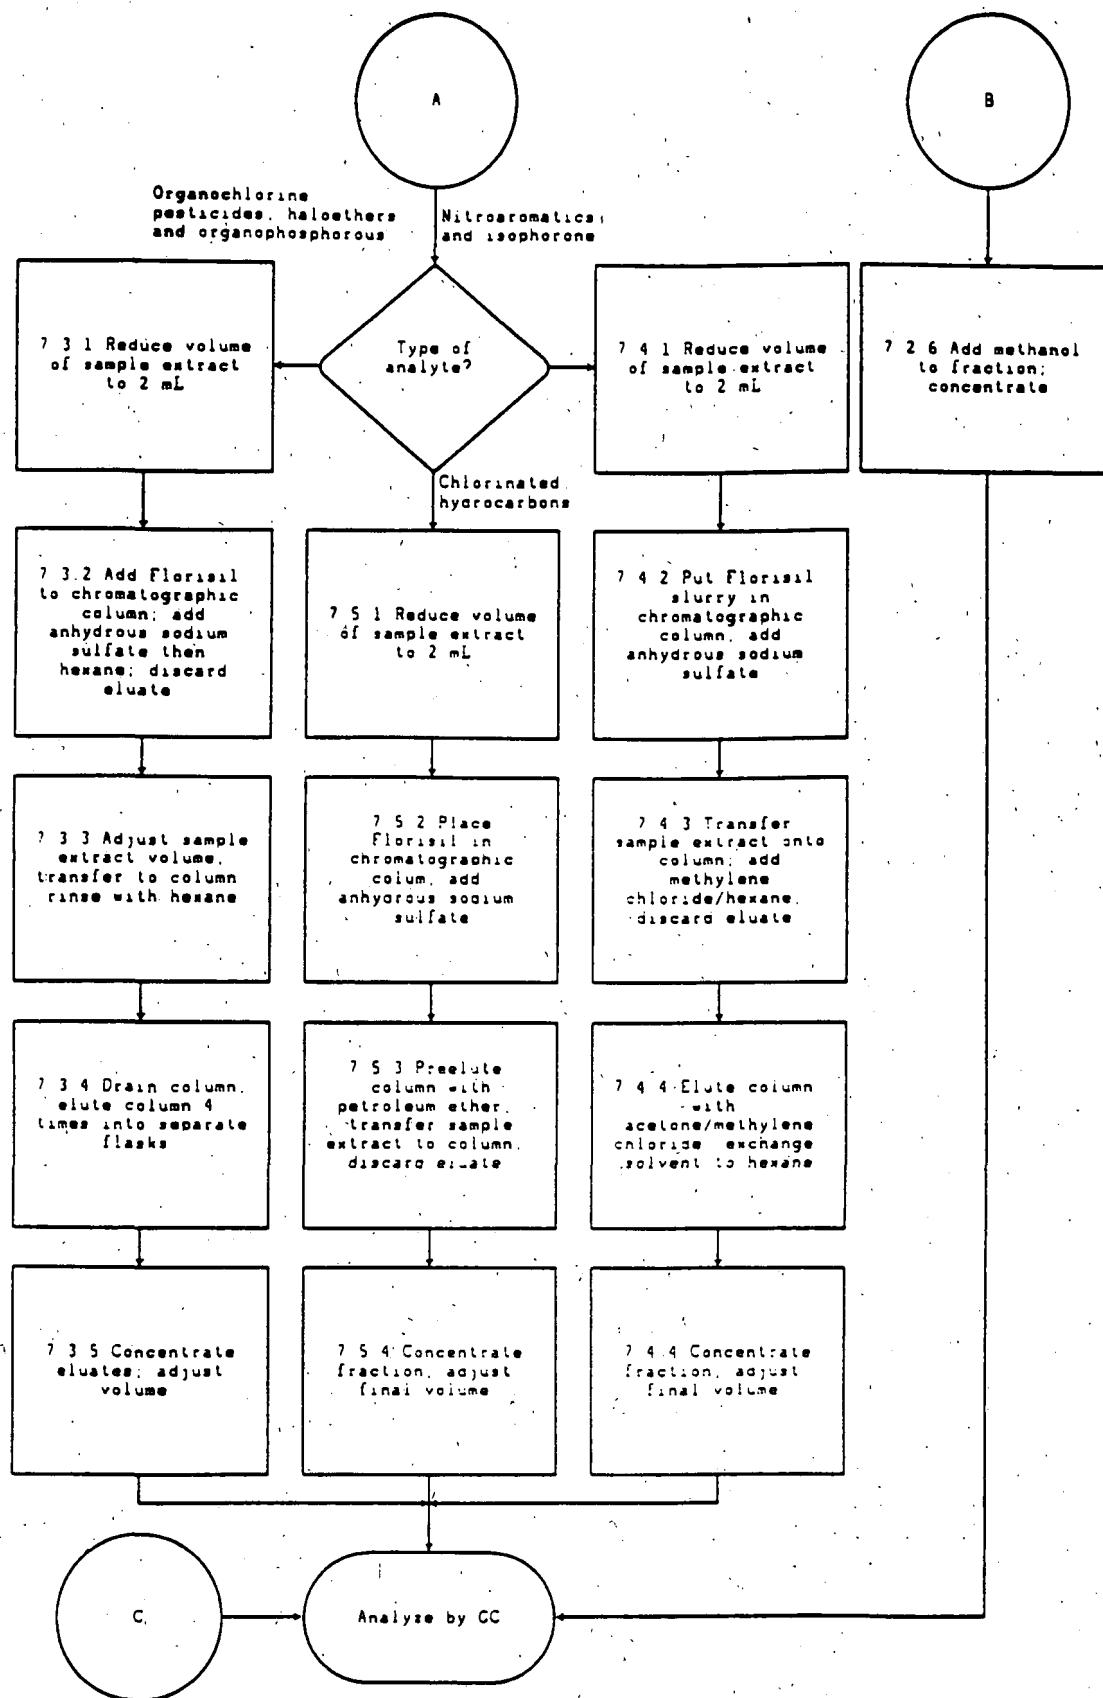 A
B
Organochlorine
pesticides, haloethers
and organophosphorous
Nitroaromatics
and isophorone
7 3 1 Reduce volume
of sample extract
to 2 mL
Type of
analyte?
7 4 1 Reduce volume
of sample extract
to 2 mL
7 2 6 Add methanol
to fraction;
concentrate
Chlorinated
hydrocarbons
7 3.2 Add Florisil
to chromatographic
column; add
anhydrous sodium
sulfate then
hexane; discard
eluate
7 5 1 Reduce volume
of sample extract
to 2 mL
7 4 2 Put Florisil
slurry in
chromatographic
column, add
anhydrous sodium
sulfate
7 3 3 Adjust sample
extract volume,
transfer to column
rinse with hexane
7 5 2 Place
Florisil in
chromatographic
colum, add
anhydrous sodium
sulfate
7 4 3 Transfer
sample extract onto
column; add
methylene
chloride/hexane,
discard eluate
7 3 4 Drain column,
elute column 4
times into separate
flasks
7 5 3 Preelute
column with
petroleum ether,
transfer sample
extract to column,
discard eluate
7 4 4 Elute column
with
acetone/methylene
chloride exchange
solvent to hexane
7 3 5 Concentrate
eluates; adjust
volume
7 5 4 Concentrate
fraction, adjust
final volume
7 4.4 Concentrate
fraction, adjust
final volume
C
Analyze by GC